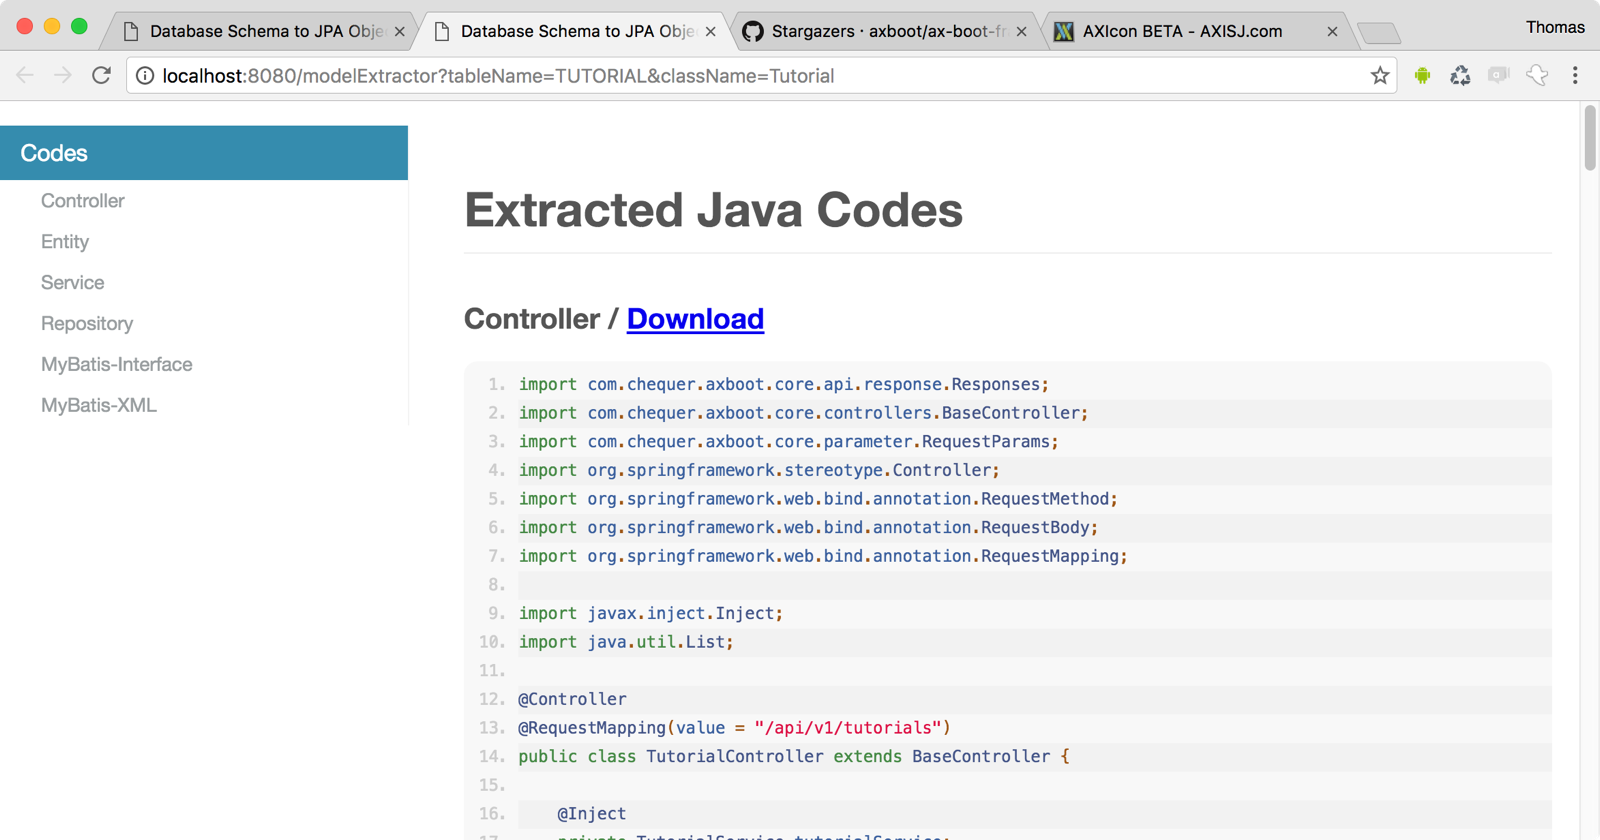 Database Schema to JPA Obje
Database Schema to JPA Obje
Stargazers · axboot/ax-boot-fr
AXIcon BETA - AXISJ.com
Thomas
localhost:8080/modelExtractor?tableName=TUTORIAL&className=Tutorial
Codes
Controller
Entity
Service
Repository
MyBatis-Interface
MyBatis-XML
Extracted Java Codes
Controller / Download
1. import com.chequer.axboot.core.api.response.Responses;
2. import com.chequer.axboot.core.controllers.BaseController;
3. import com.chequer.axboot.core.parameter.RequestParams;
4. import org.springframework.stereotype.Controller;
5. import org.springframework.web.bind.annotation.RequestMethod;
6. import org.springframework.web.bind.annotation.RequestBody;
7. import org.springframework.web.bind.annotation.RequestMapping;
8.
9. import javax.inject.Inject;
10. import java.util.List;
11.
12. @Controller
13. @RequestMapping(value = "/api/v1/tutorials")
14. public class TutorialController extends BaseController {
15.
16. @Inject
17. private TutorialService tutorialService;